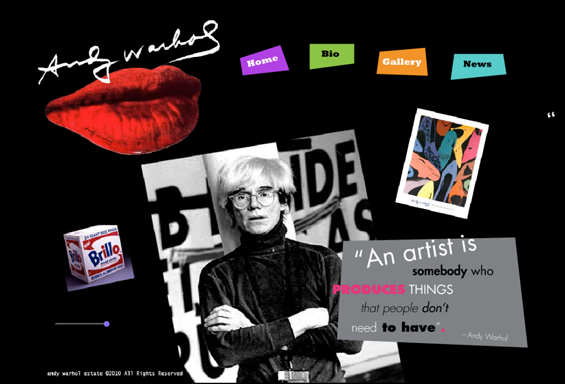 Andy Warhol
Home
Bio
Gallery
News
“
B
IDE
AS
Brillo
“An artist is
somebody who
PRODUCES THINGS
that people don't
need to have”.
– Andy Warhol
andy warhol estate ©2010 All Rights Reserved